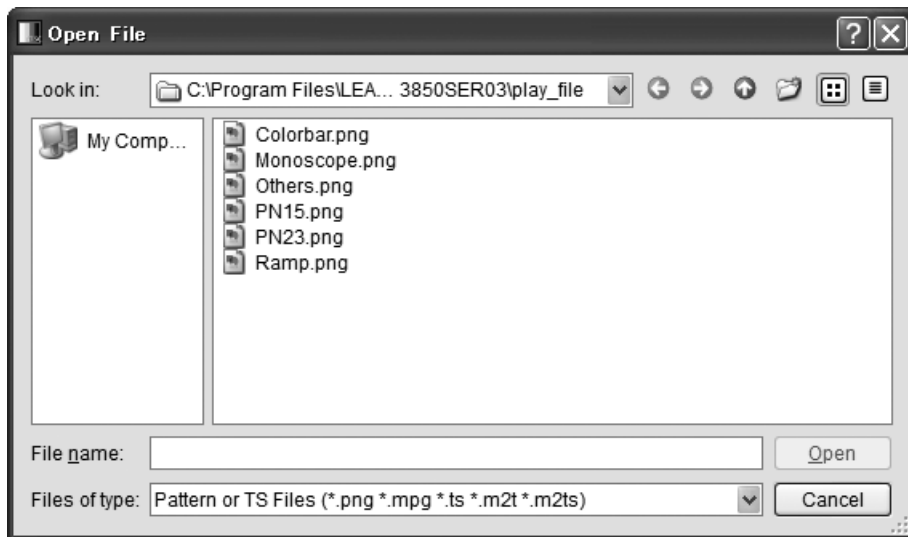 Open File
Look in: C:\Program Files\LEA... 3850SER03\play_file
My Comp...
Colorbar.png
Monoscope.png
Others.png
PN15.png
PN23.png
Ramp.png
File name: Open
Files of type: Pattern or TS Files (*.png *.mpg *.ts *.m2t *.m2ts) Cancel